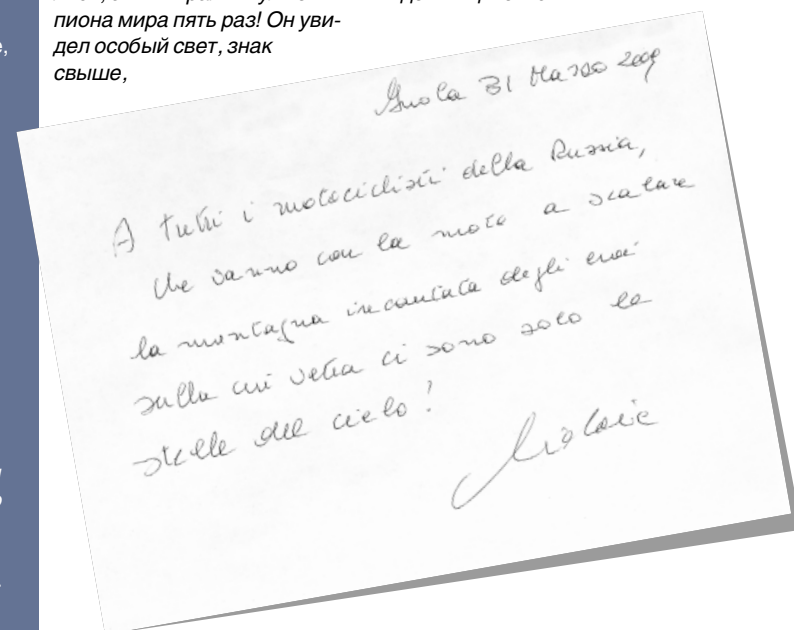 пиона мира пять раз! Он уви-
дел особый свет, знак
свыше,
Imola 31 Marzo 2009
A tutti i motociclisti della Russia,
che vanno con la moto a scalare
la montagna incantata degli eroi
sulla cui vetta ci sono solo le
stelle del cielo!